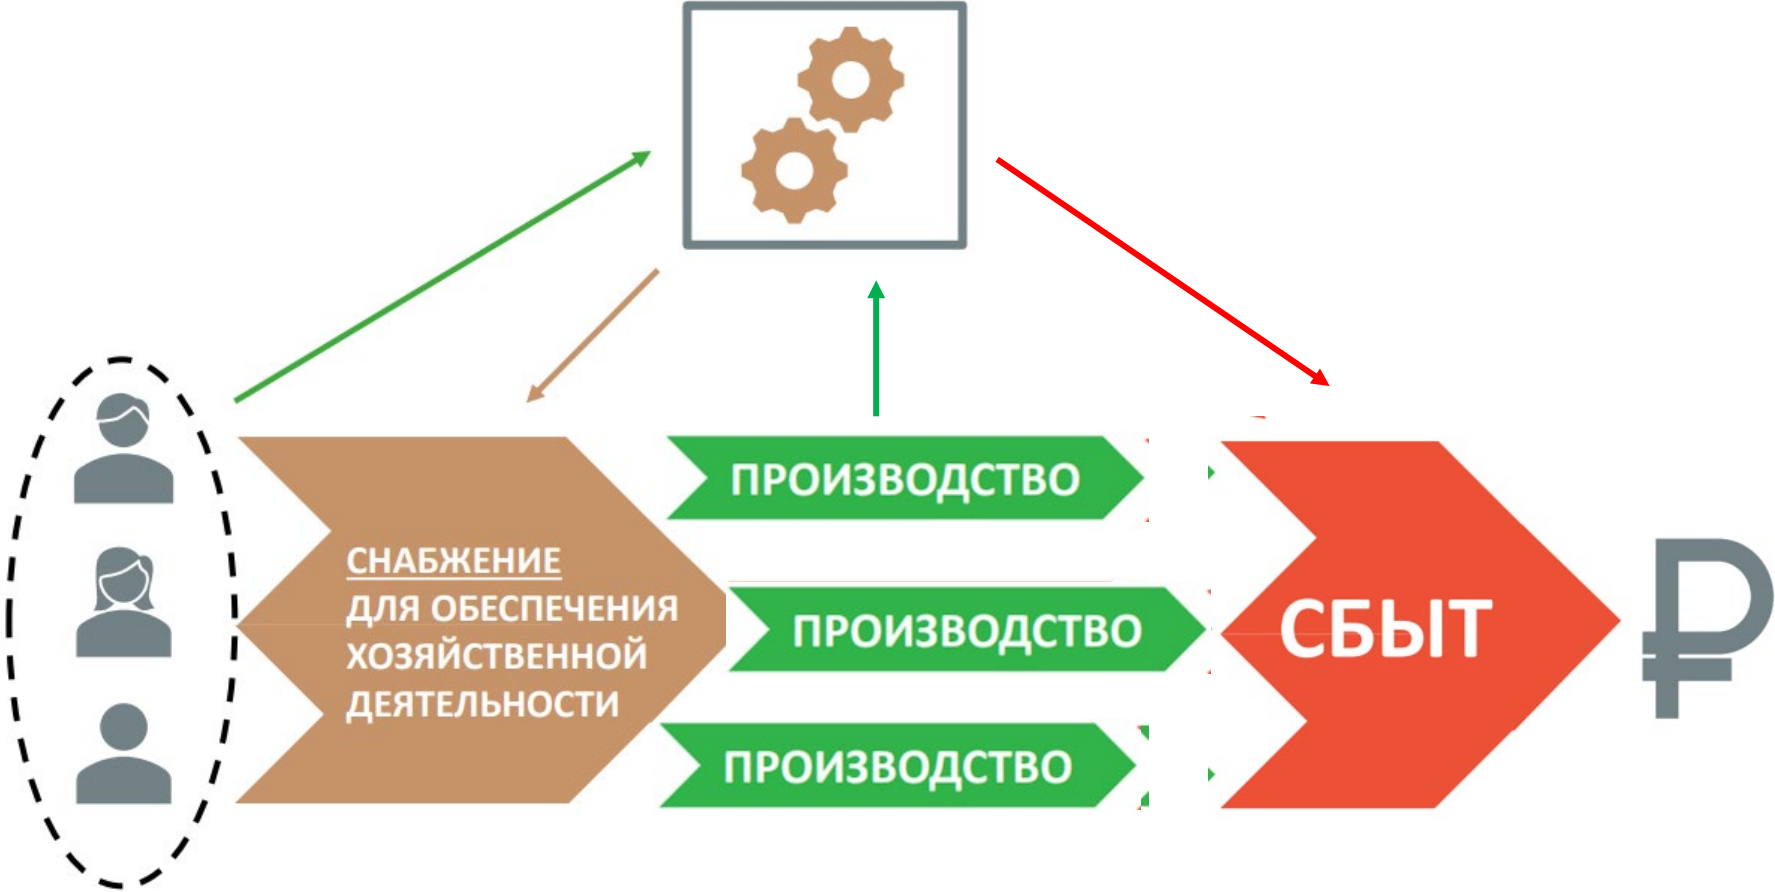 СНАБЖЕНИЕ
ДЛЯ ОБЕСПЕЧЕНИЯ
ХОЗЯЙСТВЕННОЙ
ДЕЯТЕЛЬНОСТИ
ПРОИЗВОДСТВО
ПРОИЗВОДСТВО
ПРОИЗВОДСТВО
СБЫТ
₽